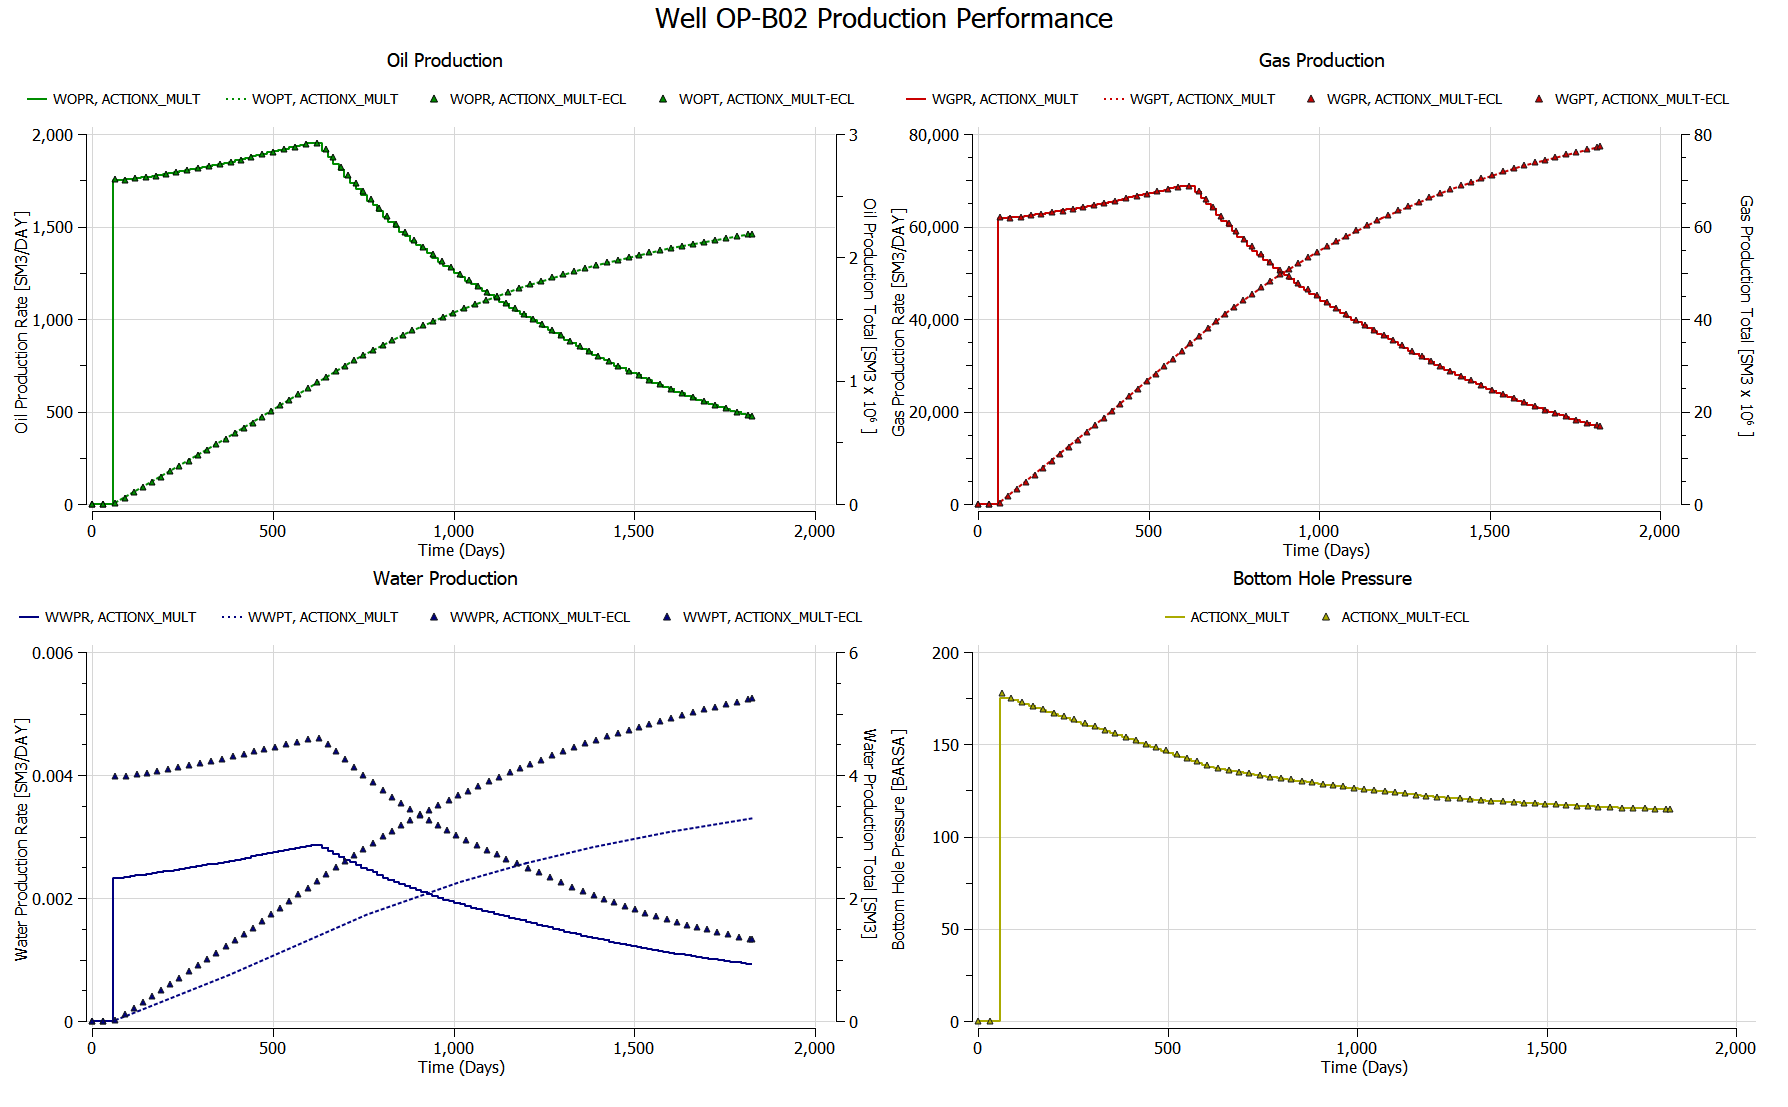 Well OP-B02 Production Performance
Oil Production
WOPR, ACTIONX_MULT WOPT, ACTIONX_MULT WOPR, ACTIONX_MULT-ECL WOPT, ACTIONX_MULT-ECL
2,000
1,500
1,000
500
0
Oil Production Rate [SM3/DAY]
3
2
1
0
Oil Production Total [SM3 x 10⁶ ]
0 500 1,000 1,500 2,000
Time (Days)
Gas Production
WGPR, ACTIONX_MULT WGPT, ACTIONX_MULT WGPR, ACTIONX_MULT-ECL WGPT, ACTIONX_MULT-ECL
80,000
60,000
40,000
20,000
0
Gas Production Rate [SM3/DAY]
80
60
40
20
0
Gas Production Total [SM3 x 10⁶ ]
0 500 1,000 1,500 2,000
Time (Days)
Water Production
WWPR, ACTIONX_MULT WWPT, ACTIONX_MULT WWPR, ACTIONX_MULT-ECL WWPT, ACTIONX_MULT-ECL
0.006
0.004
0.002
0
Water Production Rate [SM3/DAY]
6
4
2
0
Water Production Total [SM3]
0 500 1,000 1,500 2,000
Time (Days)
Bottom Hole Pressure
ACTIONX_MULT ACTIONX_MULT-ECL
200
150
100
50
0
Bottom Hole Pressure [BARSA]
0 500 1,000 1,500 2,000
Time (Days)